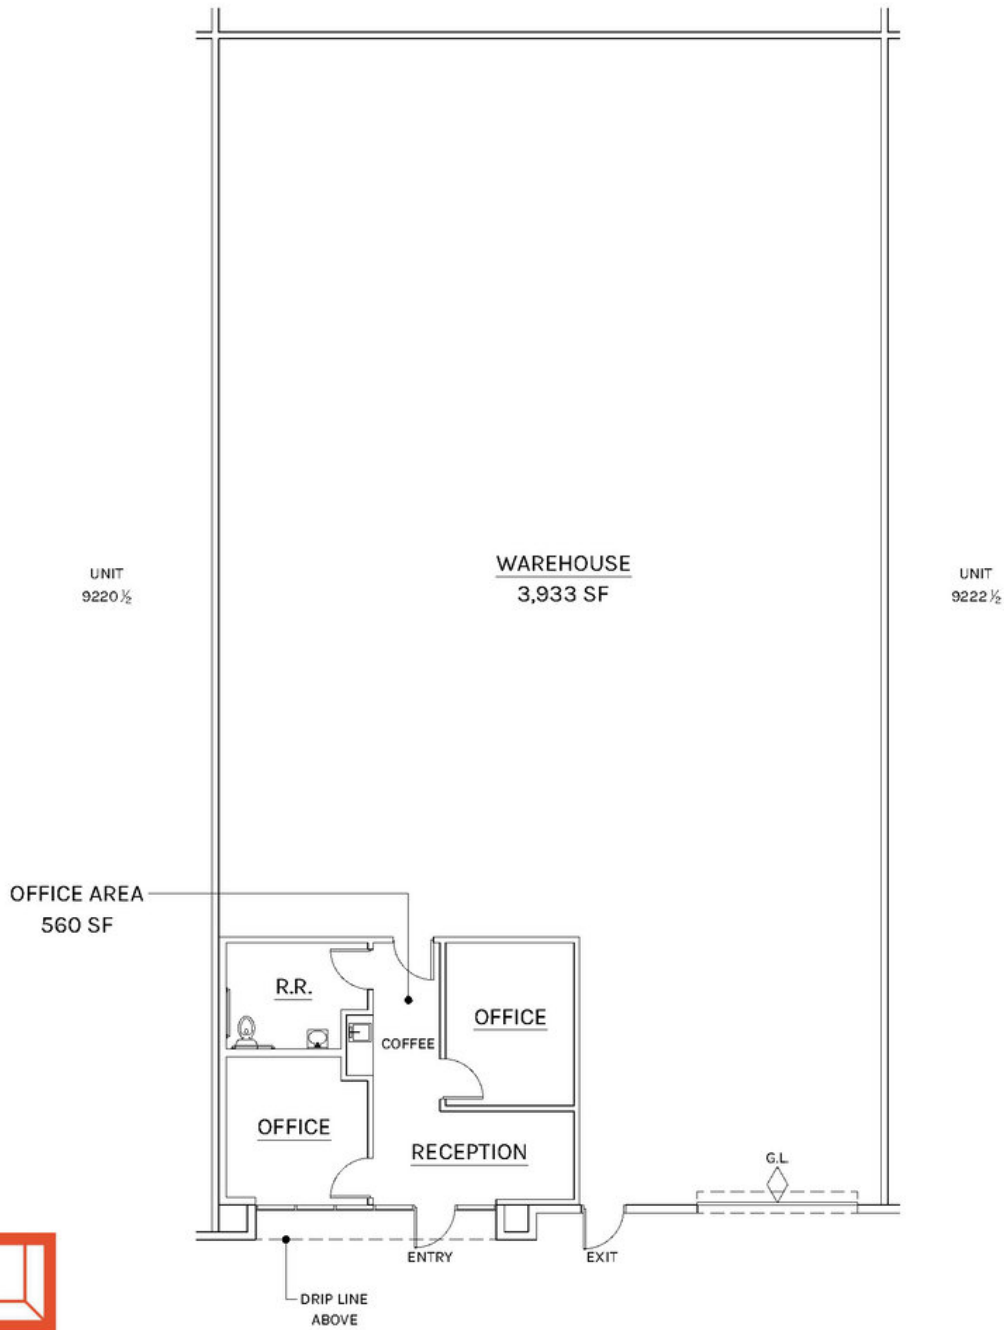 WAREHOUSE
3,933 SF
UNIT
9220 ½
UNIT
9222 ½
OFFICE AREA
560 SF
R.R.
OFFICE
COFFEE
OFFICE
RECEPTION
G.L.
ENTRY
EXIT
DRIP LINE
ABOVE